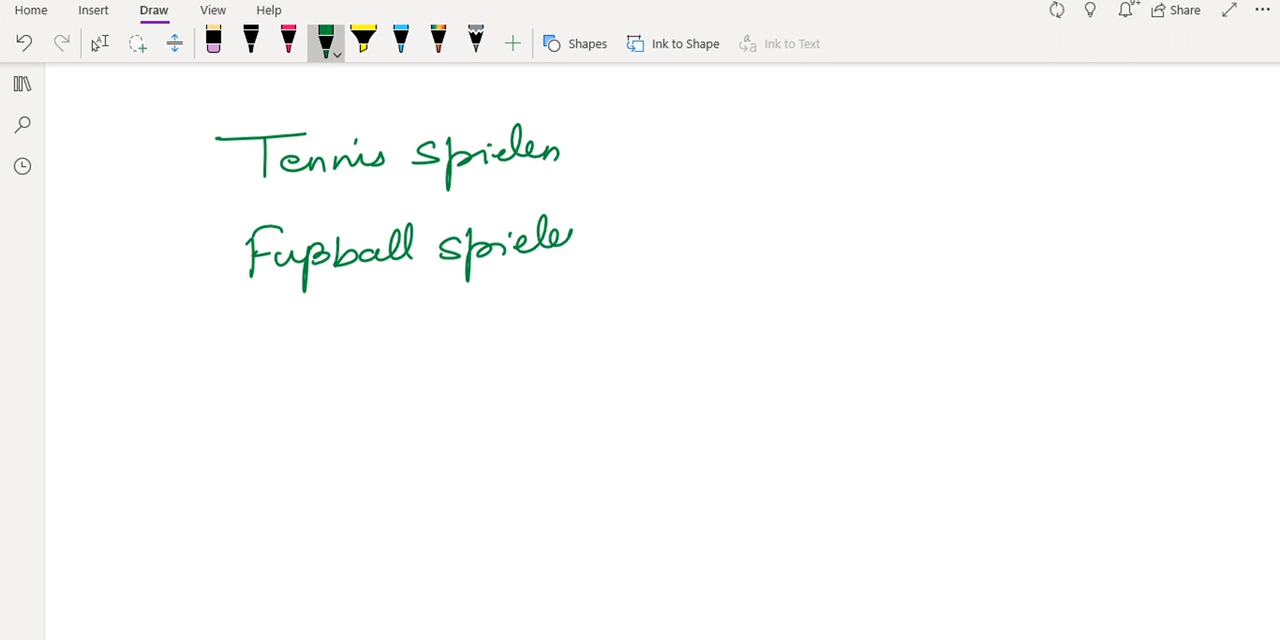 Home Insert Draw View Help
Share
Shapes Ink to Shape Ink to Text
Tennis spielen
Fußball spiele